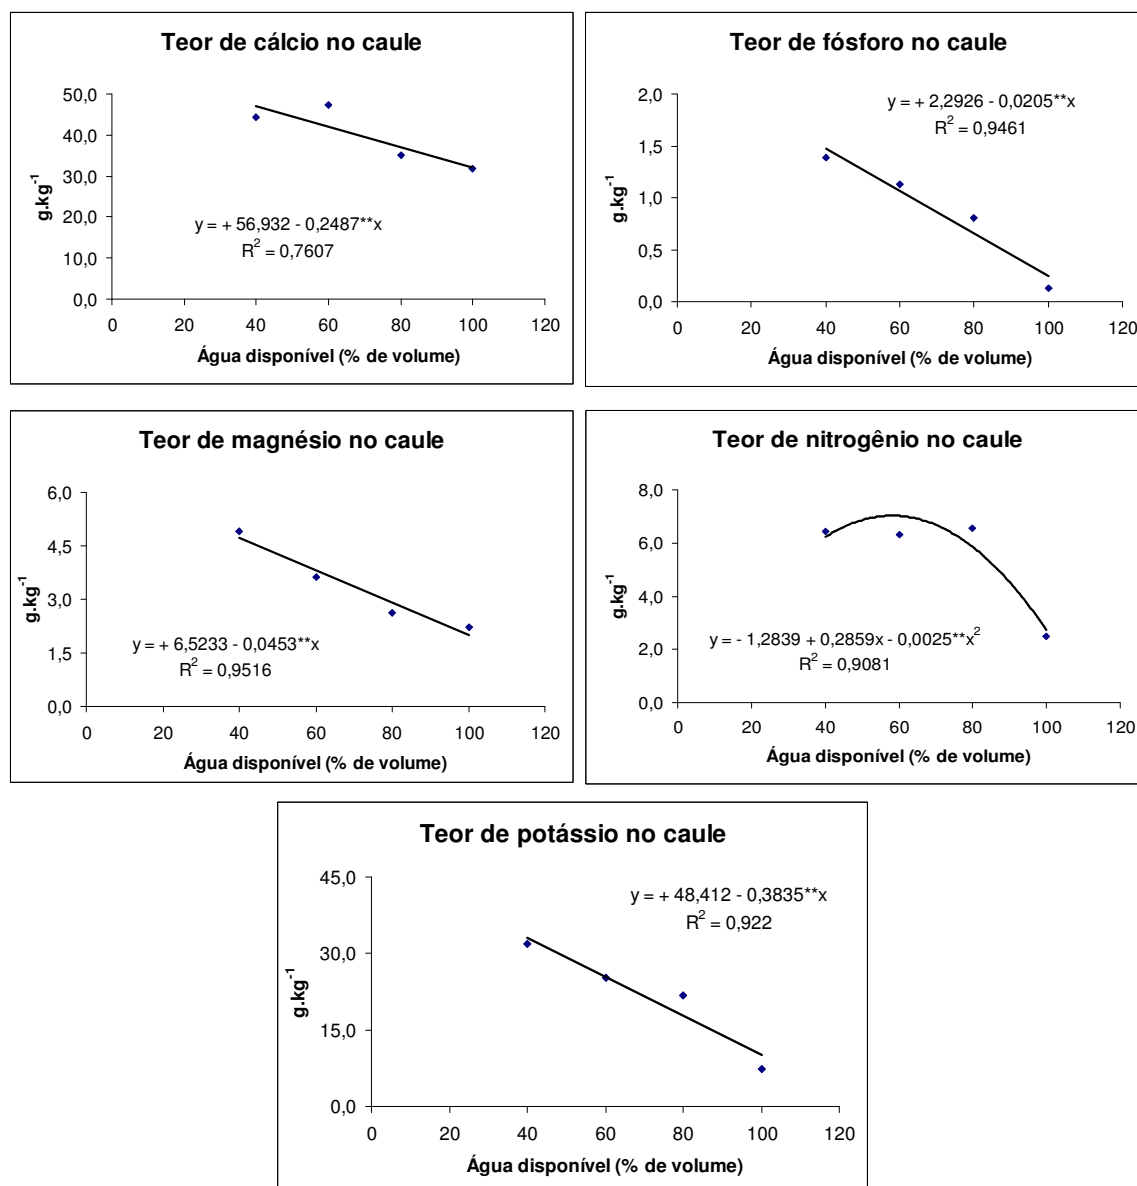 Teor de cálcio no caule
50,0
40,0
30,0
20,0
10,0
0,0
g.kg-1
y = + 56,932 - 0,2487**x
R2 = 0,7607
0 20 40 60 80 100 120
Água disponível (% de volume)
Teor de fósforo no caule
2,0
1,5
1,0
0,5
0,0
g.kg-1
y = + 2,2926 - 0,0205**x
R2 = 0,9461
0 20 40 60 80 100 120
Água disponível (% de volume)
Teor de magnésio no caule
6,0
4,5
3,0
1,5
0,0
g.kg-1
y = + 6,5233 - 0,0453**x
R2 = 0,9516
0 20 40 60 80 100 120
Água disponível (% de volume)
Teor de nitrogênio no caule
8,0
6,0
4,0
2,0
0,0
g.kg-1
y = - 1,2839 + 0,2859x - 0,0025**x2
R2 = 0,9081
0 20 40 60 80 100 120
Água disponível (% de volume)
Teor de potássio no caule
45,0
30,0
15,0
0,0
g.kg-1
y = + 48,412 - 0,3835**x
R2 = 0,922
0 20 40 60 80 100 120
Água disponível (% de volume)